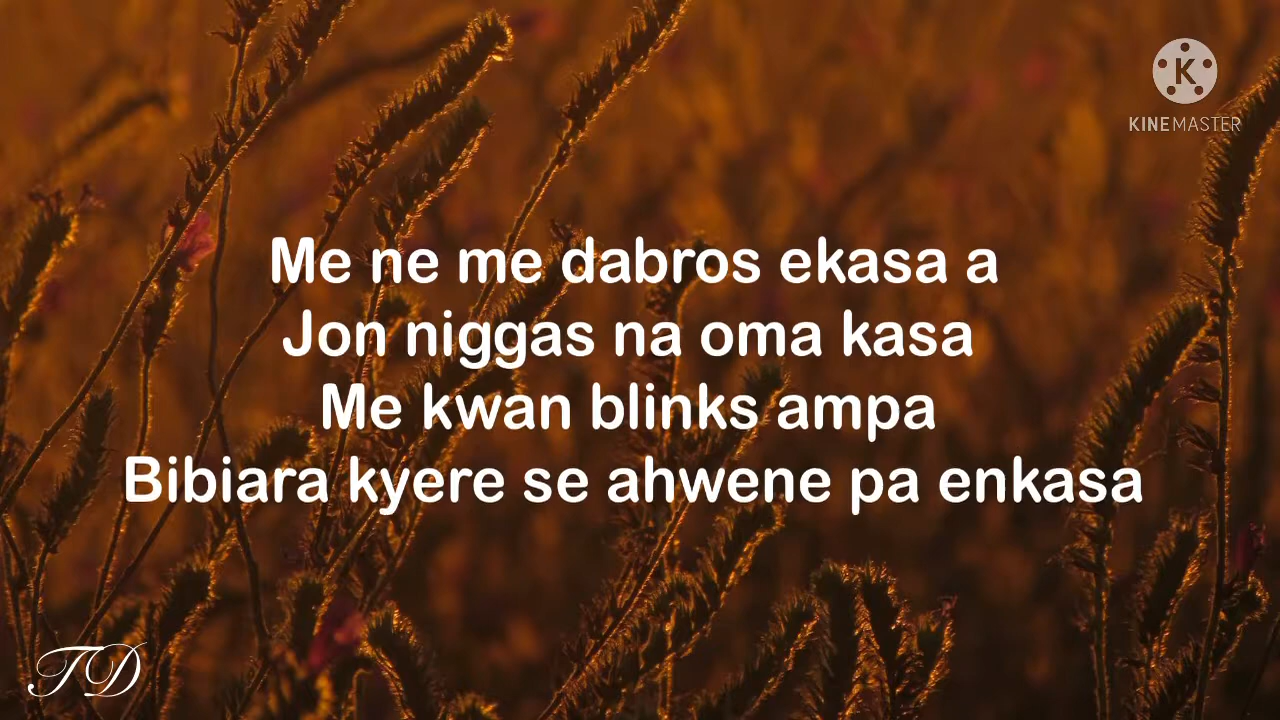 KINEMASTER
Me ne me dabros ekasa a
Jon niggas na oma kasa
Me kwan blinks ampa
Bibiara kyere se ahwene pa enkasa
TD